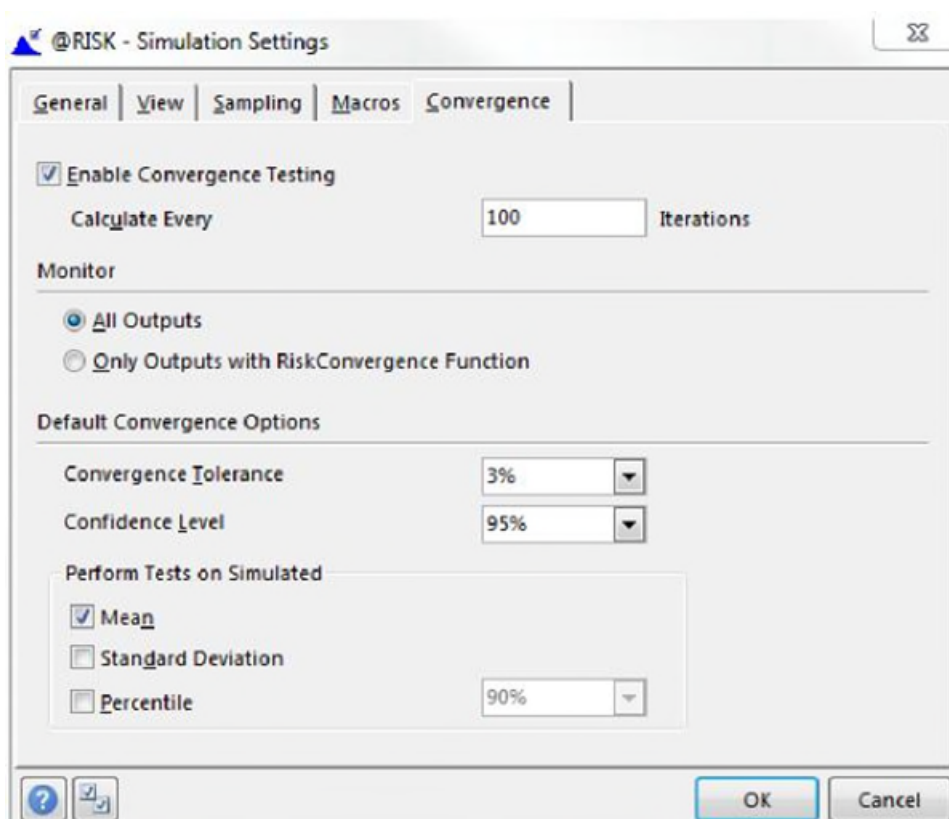 @RISK - Simulation Settings
General View Sampling Macros Convergence
Enable Convergence Testing
Calculate Every 100 Iterations
Monitor
All Outputs
Only Outputs with RiskConvergence Function
Default Convergence Options
Convergence Tolerance 3%
Confidence Level 95%
Perform Tests on Simulated
Mean
Standard Deviation
Percentile 90%
? OK Cancel